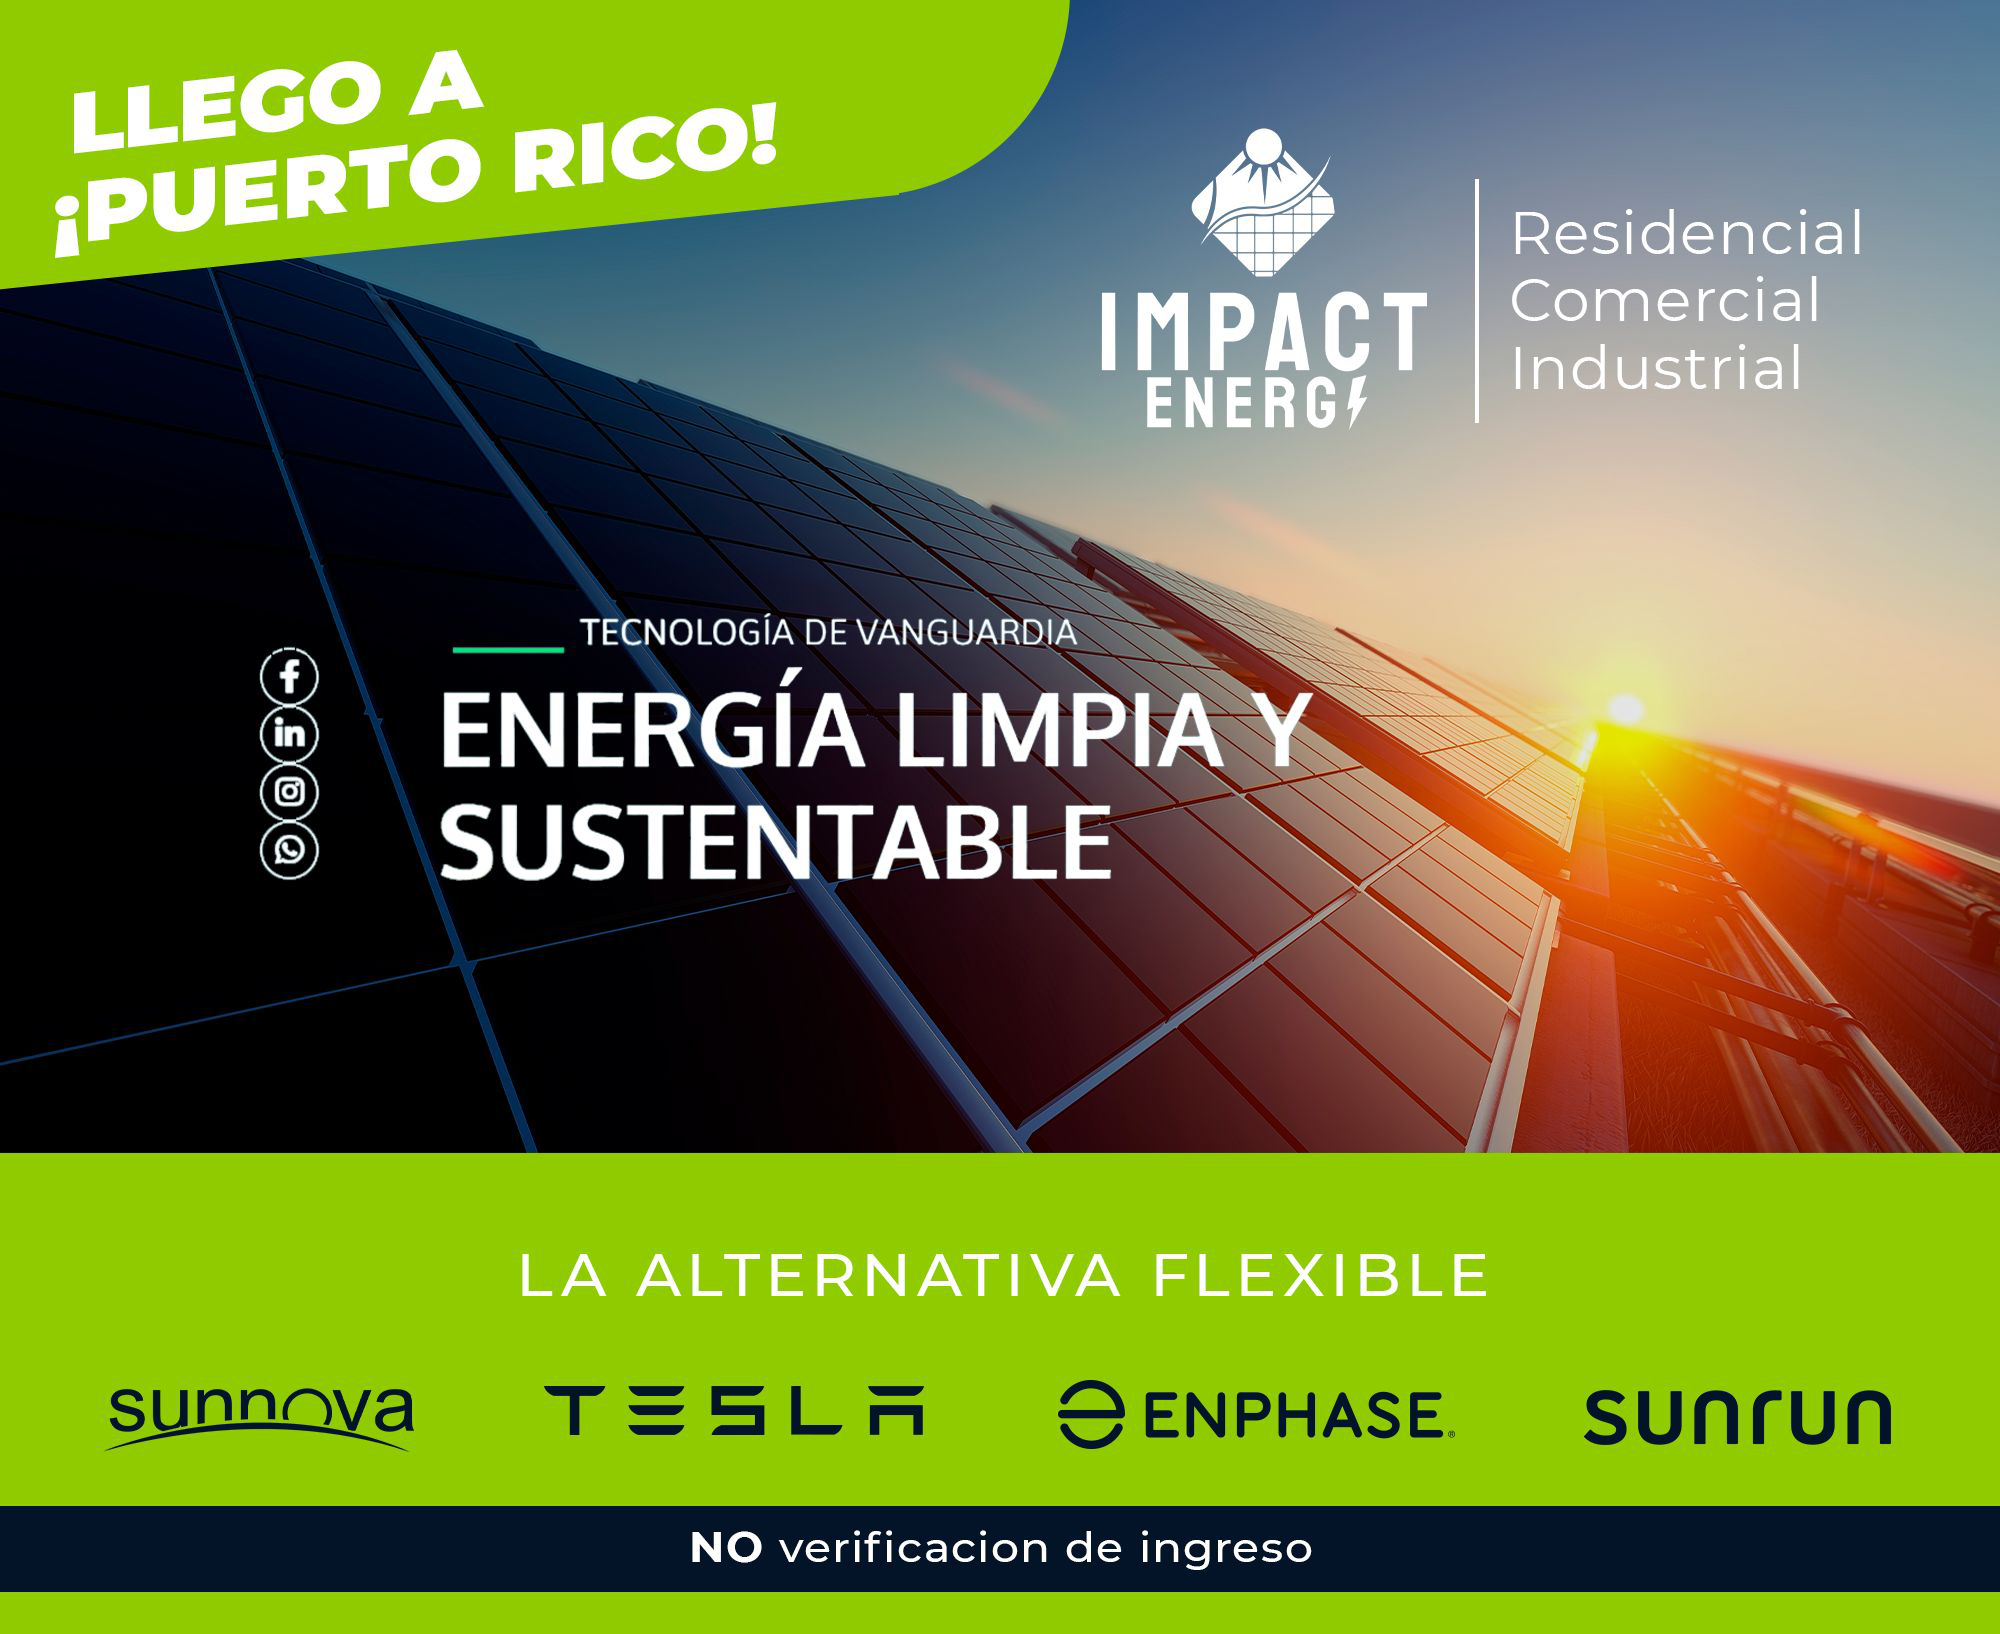 LLEGO A
¡PUERTO RICO!
IMPACT
ENERGI
Residencial
Comercial
Industrial
TECNOLOGÍA DE VANGUARDIA
ENERGÍA LIMPIA Y
SUSTENTABLE
LA ALTERNATIVA FLEXIBLE
sunnova
TESLA
ENPHASE®
sunrun
NO verificacion de ingreso